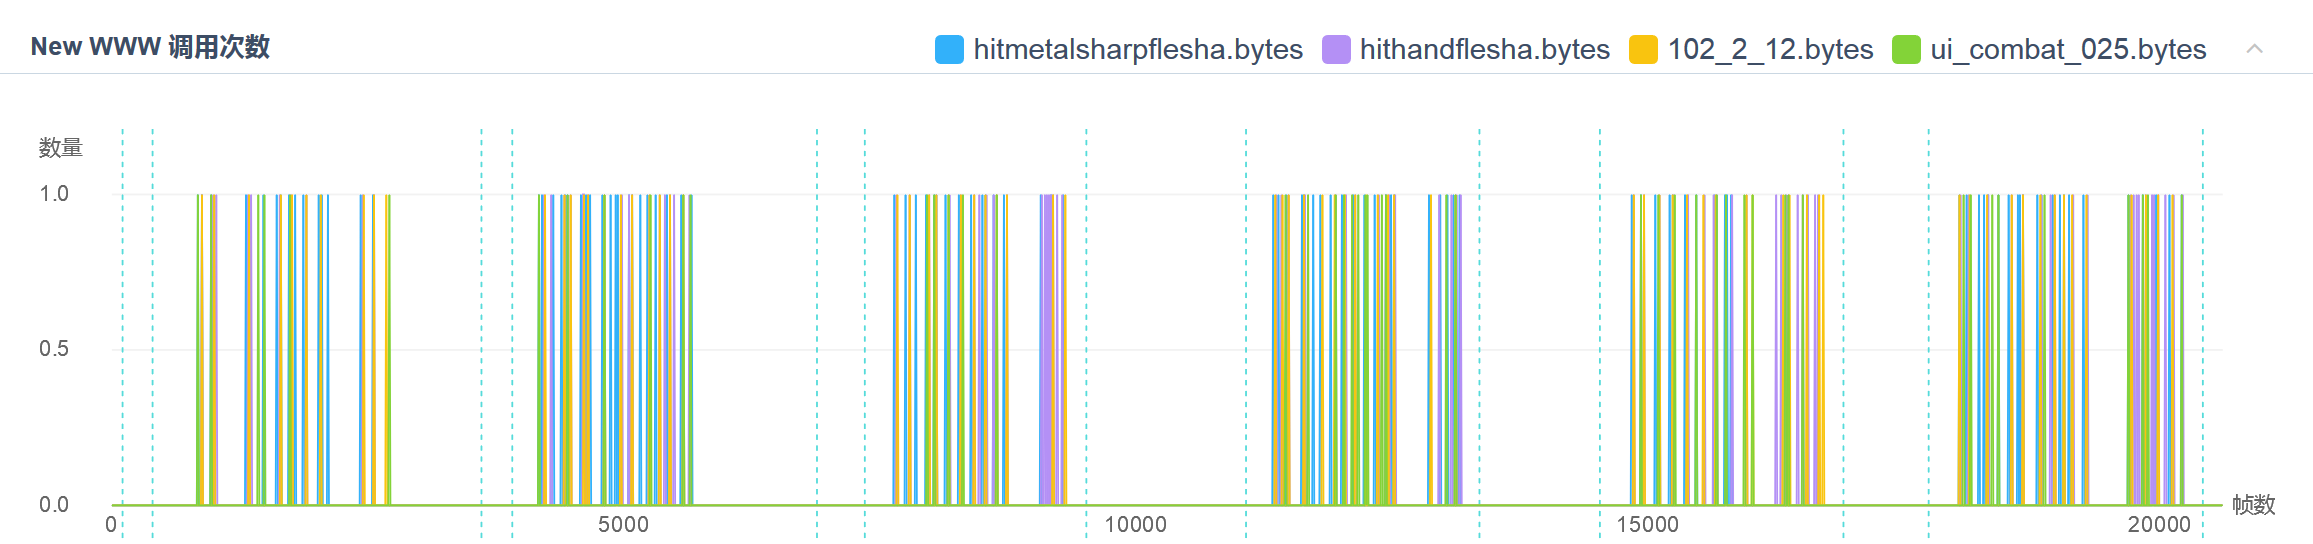 New WWW 调用次数
hitmetalsharpflesha.bytes hithandflesha.bytes 102_2_12.bytes ui_combat_025.bytes
数量
1.0
0.5
0.0
0 5000 10000 15000 20000
帧数